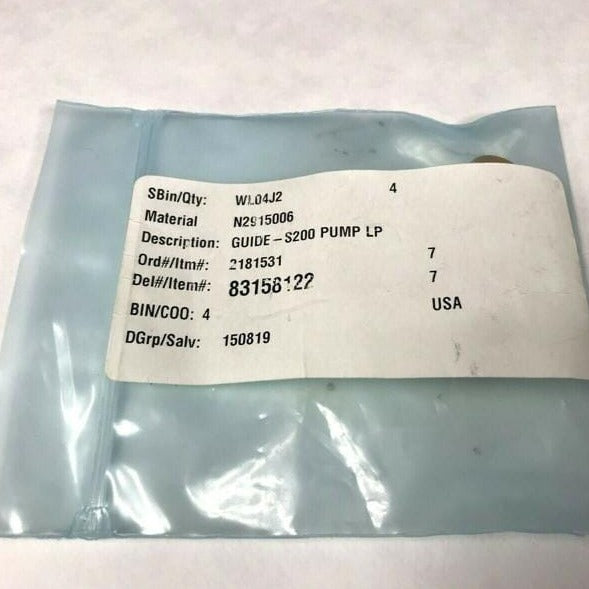 SBin/Qty: WL04J2 4
Material N2915006
Description: GUIDE-S200 PUMP LP
Ord#/Itm#: 2181531 7
Del#/Item#: 83158122 7
BIN/COO: 4 USA
DGrp/Salv: 150819